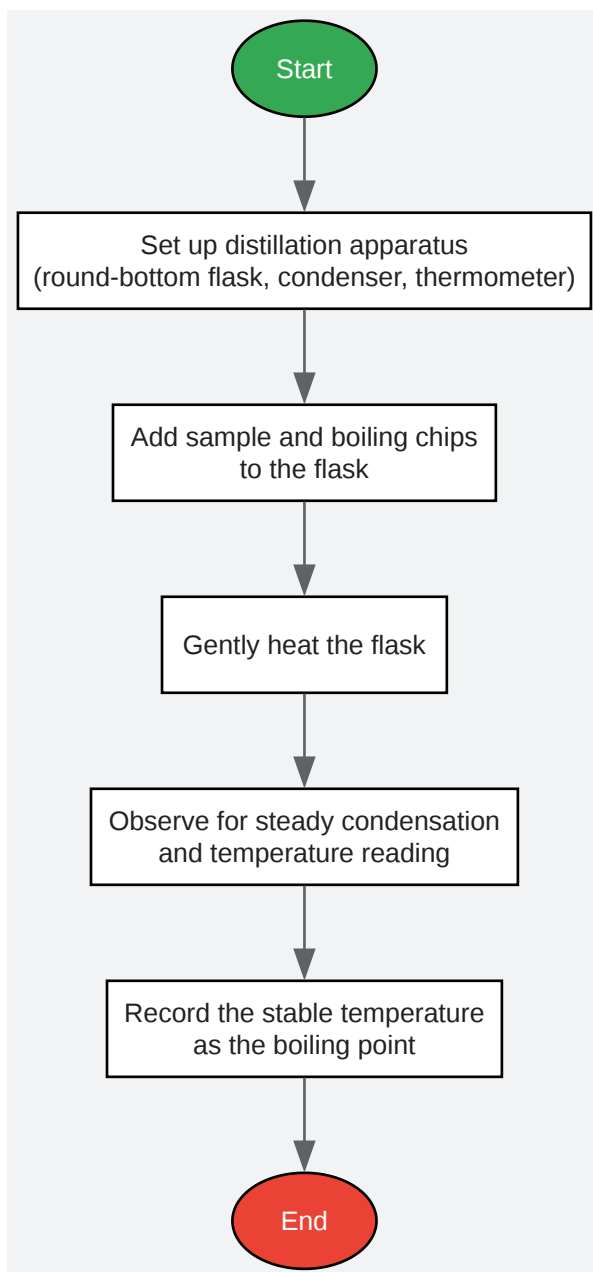 Start
Set up distillation apparatus
(round-bottom flask, condenser, thermometer)
Add sample and boiling chips
to the flask
Gently heat the flask
Observe for steady condensation
and temperature reading
Record the stable temperature
as the boiling point
End